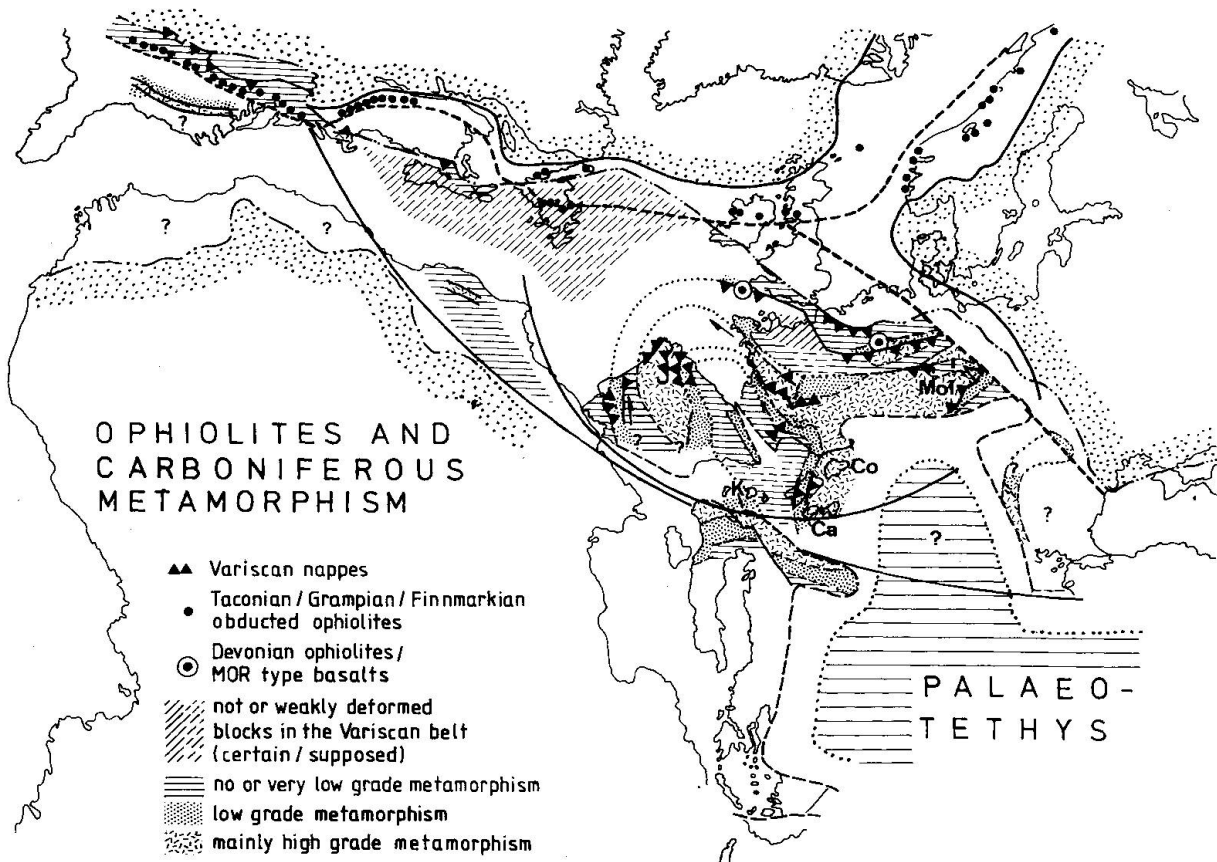 OPHIOLITES AND
CARBONIFEROUS
METAMORPHISM
Variscan nappes
Taconian / Grampian / Finnmarkian
obducted ophiolites
Devonian ophiolites/
MOR type basalts
not or weakly deformed
blocks in the Variscan belt
(certain / supposed)
no or very low grade metamorphism
low grade metamorphism
mainly high grade metamorphism
PALAEO-
TETHYS
Mol
Co
K
Ca
?
?
?
?
?
?
?
?